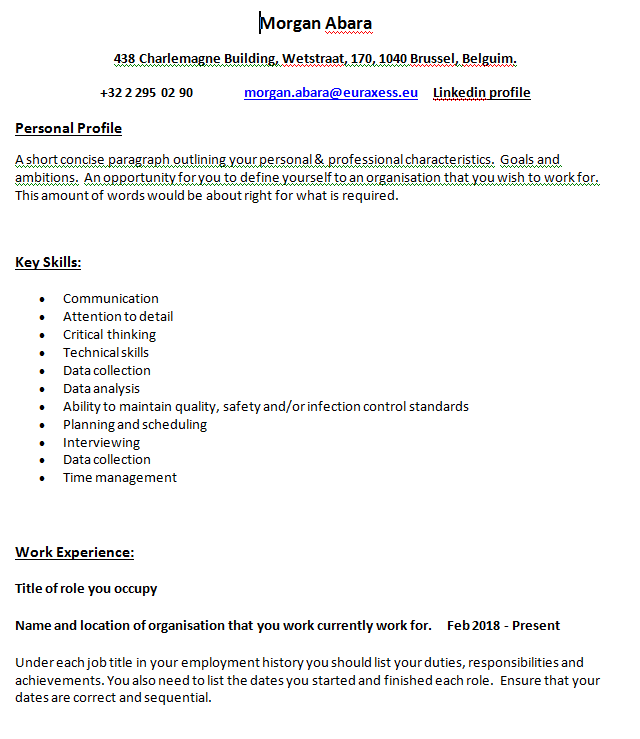 Morgan Abara
438 Charlemagne Building, Wetstraat, 170, 1040 Brussel, Belguim.
+32 2 295 02 90 morgan.abara@euraxess.eu Linkedin profile
Personal Profile
A short concise paragraph outlining your personal & professional characteristics. Goals and
ambitions. An opportunity for you to define yourself to an organisation that you wish to work for.
This amount of words would be about right for what is required.
Key Skills:
• Communication
• Attention to detail
• Critical thinking
• Technical skills
• Data collection
• Data analysis
• Ability to maintain quality, safety and/or infection control standards
• Planning and scheduling
• Interviewing
• Data collection
• Time management
Work Experience:
Title of role you occupy
Name and location of organisation that you work currently work for. Feb 2018 - Present
Under each job title in your employment history you should list your duties, responsibilities and
achievements. You also need to list the dates you started and finished each role. Ensure that your
dates are correct and sequential.